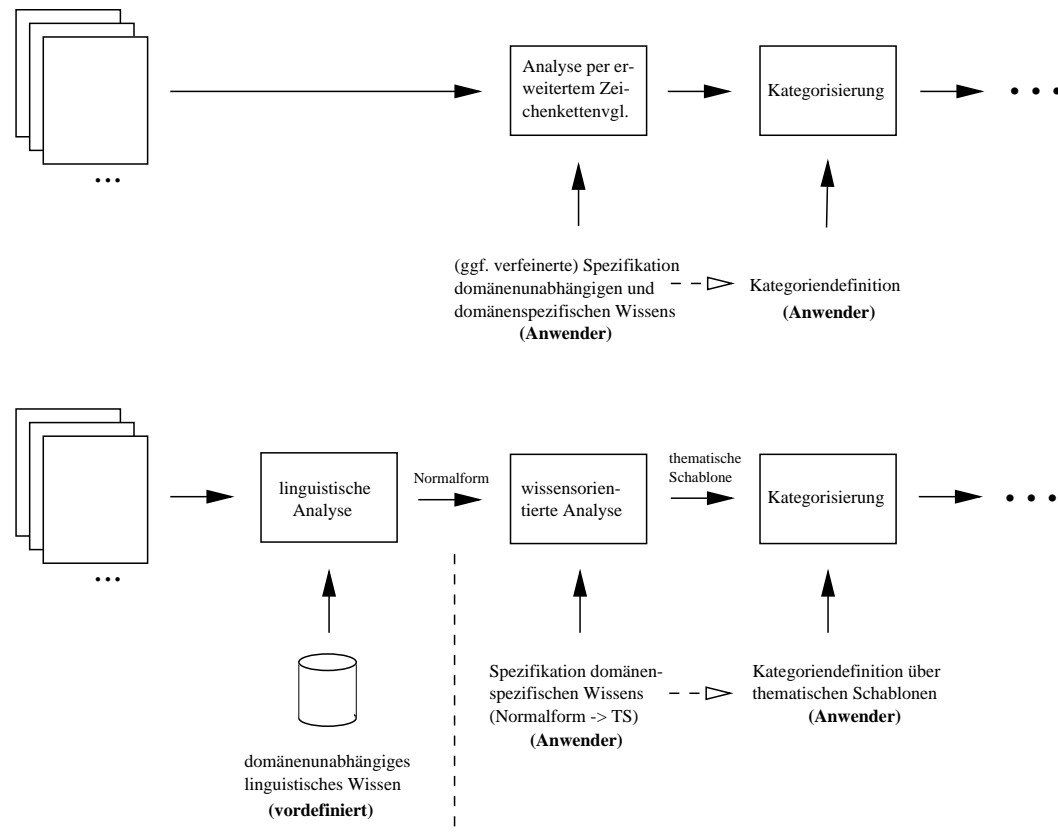 Analyse per er-
weitertem Zei-
chenkettenvgl.
Kategorisierung
(ggf. verfeinerte) Spezifikation
domänenunabhängigen und
domänenspezifischen Wissens
(Anwender)
Kategoriendefinition
(Anwender)
linguistische
Analyse
Normalform
wissensorien-
tierte Analyse
thematische
Schablone
Kategorisierung
domänenunabhängiges
linguistisches Wissen
(vordefiniert)
Spezifikation domänen-
spezifischen Wissens
(Normalform -> TS)
(Anwender)
Kategoriendefinition über
thematischen Schablonen
(Anwender)